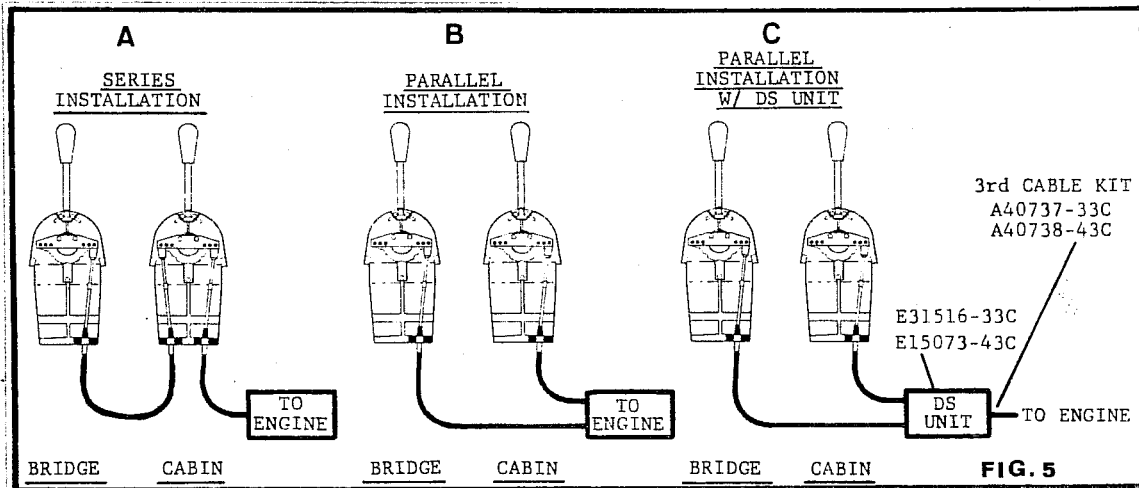 A
SERIES
INSTALLATION
B
PARALLEL
INSTALLATION
C
PARALLEL
INSTALLATION
W/ DS UNIT
3rd CABLE KIT
A40737-33C
A40738-43C
E31516-33C
E15073-43C
TO
ENGINE
TO
ENGINE
DS
UNIT
TO ENGINE
BRIDGE
CABIN
BRIDGE
CABIN
BRIDGE
CABIN
FIG. 5